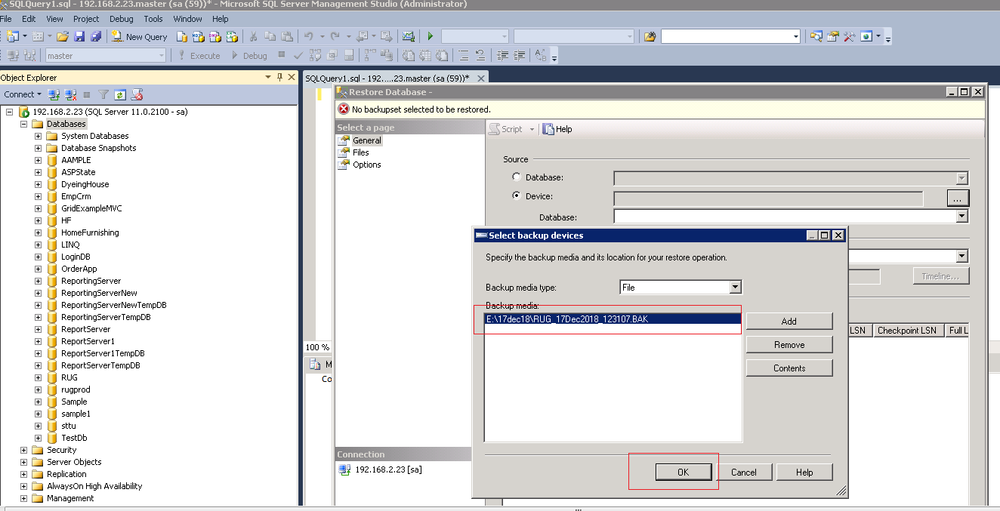 SQLQuery1.sql - 192.168.2.23.master (sa (59))* - Microsoft SQL Server Management Studio (Administrator)
File Edit View Project Debug Tools Window Help
New Query
master Execute Debug
Object Explorer
Connect
192.168.2.23 (SQL Server 11.0.2100 - sa)
Databases
System Databases
Database Snapshots
AAMPLE
ASPState
DyeingHouse
EmpCrm
GridExampleMVC
HF
HomeFurnishing
LINQ
LoginDB
OrderApp
ReportingServer
ReportingServerNew
ReportingServerNewTempDB
ReportingServerTempDB
ReportServer
ReportServer1
ReportServer1TempDB
ReportServerTempDB
RUG
rugprod
Sample
sample1
sttu
TestDb
Security
Server Objects
Replication
AlwaysOn High Availability
Management
SQLQuery1.sql - 192....23.master (sa (59))*
100 %
M
Co
Restore Database -
No backupset selected to be restored.
Select a page
General
Files
Options
Connection
192.168.2.23 [sa]
Script Help
Source
Database:
Device: ...
Database:
Timeline...
LSN Checkpoint LSN Full L
Select backup devices
Specify the backup media and its location for your restore operation.
Backup media type: File
Backup media:
E:\17dec18\RUG_17Dec2018_123107.BAK
Add
Remove
Contents
OK Cancel Help